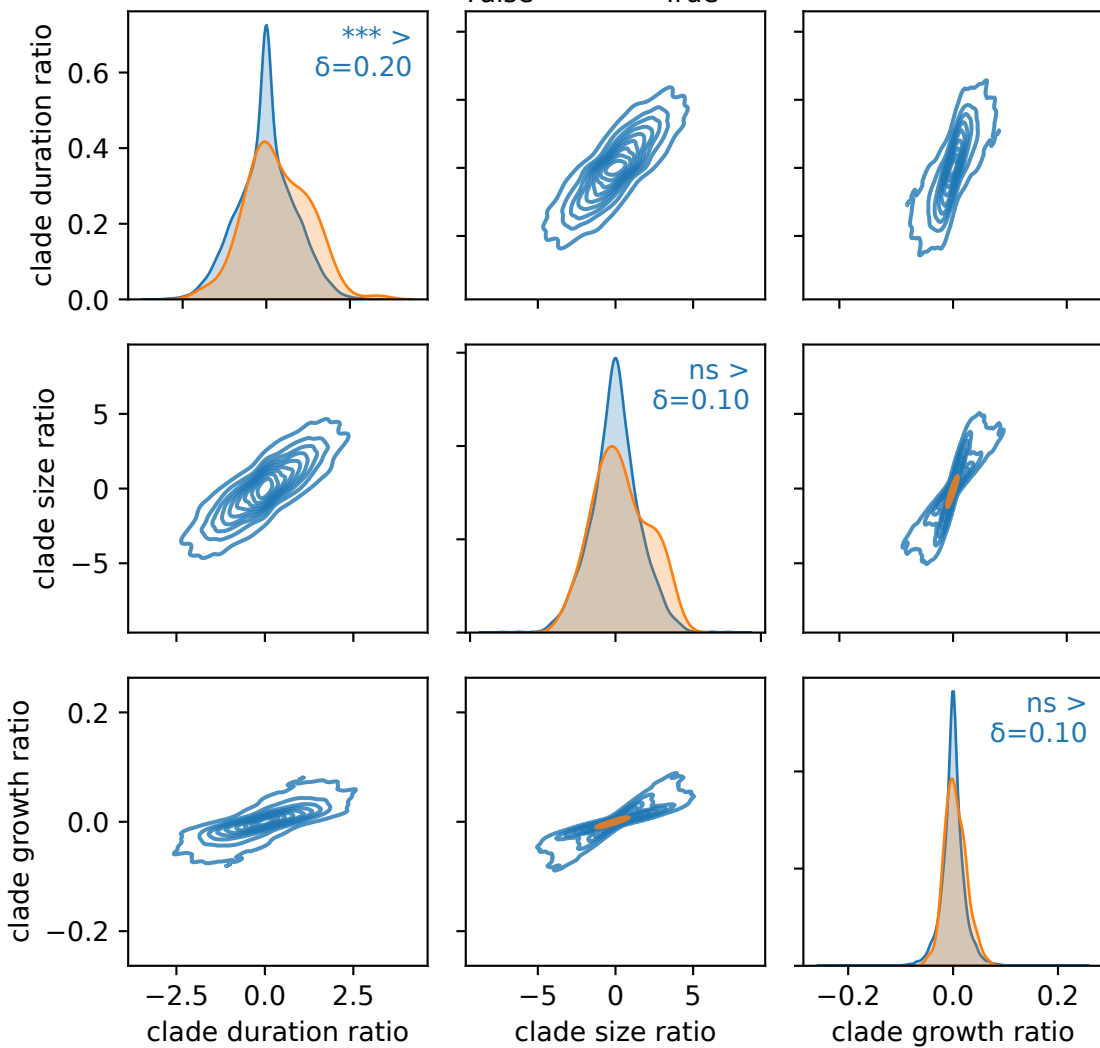 True
clade duration ratio
0.6
0.4
0.2
0.0
*** >
δ=0.20
clade size ratio
5
0
−5
ns >
δ=0.10
clade growth ratio
0.2
0.0
−0.2
ns >
δ=0.10
−2.5 0.0 2.5
−5 0 5
−0.2 0.0 0.2
clade duration ratio
clade size ratio
clade growth ratio